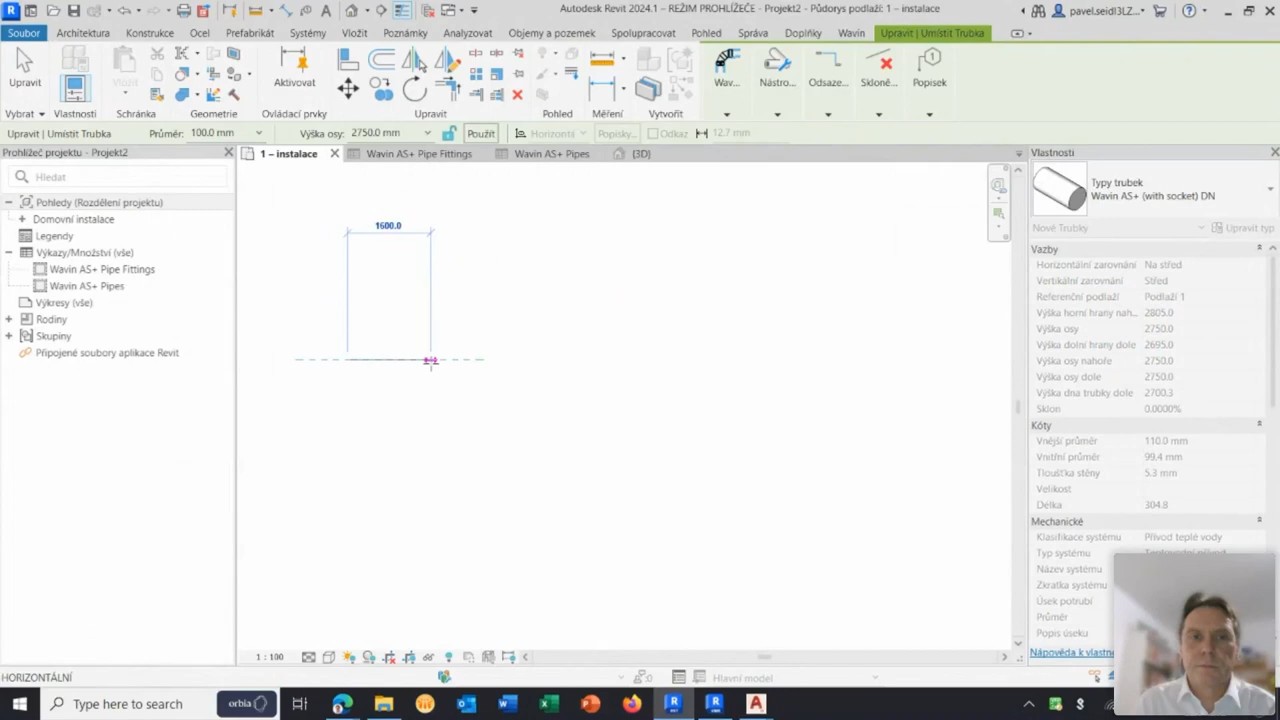 Autodesk Revit 2024.1 – REŽIM PROHLÍŽEČE - Projekt2 - Půdorys podlaží: 1 – instalace
pavel.seidl3LZ...
Soubor Architektura Konstrukce Ocel Prefabrikát Systémy Vložit Poznámky Analyzovat Objemy a pozemek Spolupracovat Pohled Správa Doplňky Wavin Upravit | Umístit Trubka
Upravit Aktivovat Wav... Nástro... Odsaze... Skloně... Popisek
Vybrat Vlastnosti Schránka Geometrie Ovládací prvky Upravit Pohled Měření Vytvořit
Upravit | Umístit Trubka Průměr: 100.0 mm Výška osy: 2750.0 mm Použít Horizontá Popisky... Odkaz 12.7 mm
Prohlížeč projektu - Projekt2
1 – instalace Wavin AS+ Pipe Fittings Wavin AS+ Pipes {3D}
Vlastnosti
Hledat
Typy trubek
Wavin AS+ (with socket) DN
Pohledy (Rozdělení projektu)
Domovní instalace
Legendy
Výkazy/Množství (vše)
Wavin AS+ Pipe Fittings
Wavin AS+ Pipes
Výkresy (vše)
Rodiny
Skupiny
Připojené soubory aplikace Revit
1600.0
Nové Trubky Upravit typ
Vazby
Horizontální zarovnání Na střed
Vertikální zarovnání Střed
Referenční podlaží Podlaží 1
Výška horní hrany nah... 2805.0
Výška osy 2750.0
Výška dolní hrany dole 2695.0
Výška osy nahoře 2750.0
Výška osy dole 2750.0
Výška dna trubky dole 2700.3
Sklon 0.0000%
Kóty
Vnější průměr 110.0 mm
Vnitřní průměr 99.4 mm
Tloušťka stěny 5.3 mm
Velikost
Délka 304.8
Mechanické
Klasifikace systému Přívod teplé vody
Typ systému
Název systému
Zkratka systému
Úsek potrubí
Průměr
Popis úseku
Nápověda k vlastno
1 : 100
HORIZONTÁLNÍ
:0 Hlavní model
Type here to search
orbia